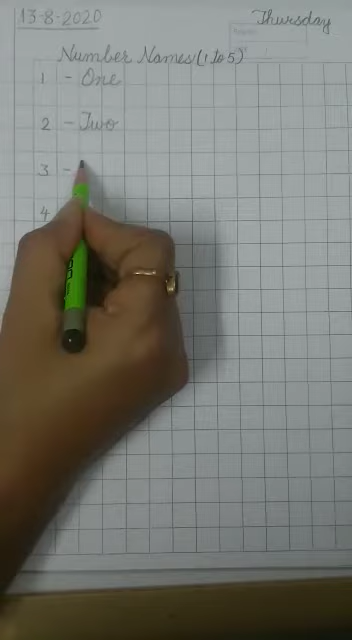 13-8-2020 Thursday
Number Names (1 to 5)
1 - One
2 - Two
3 -
4